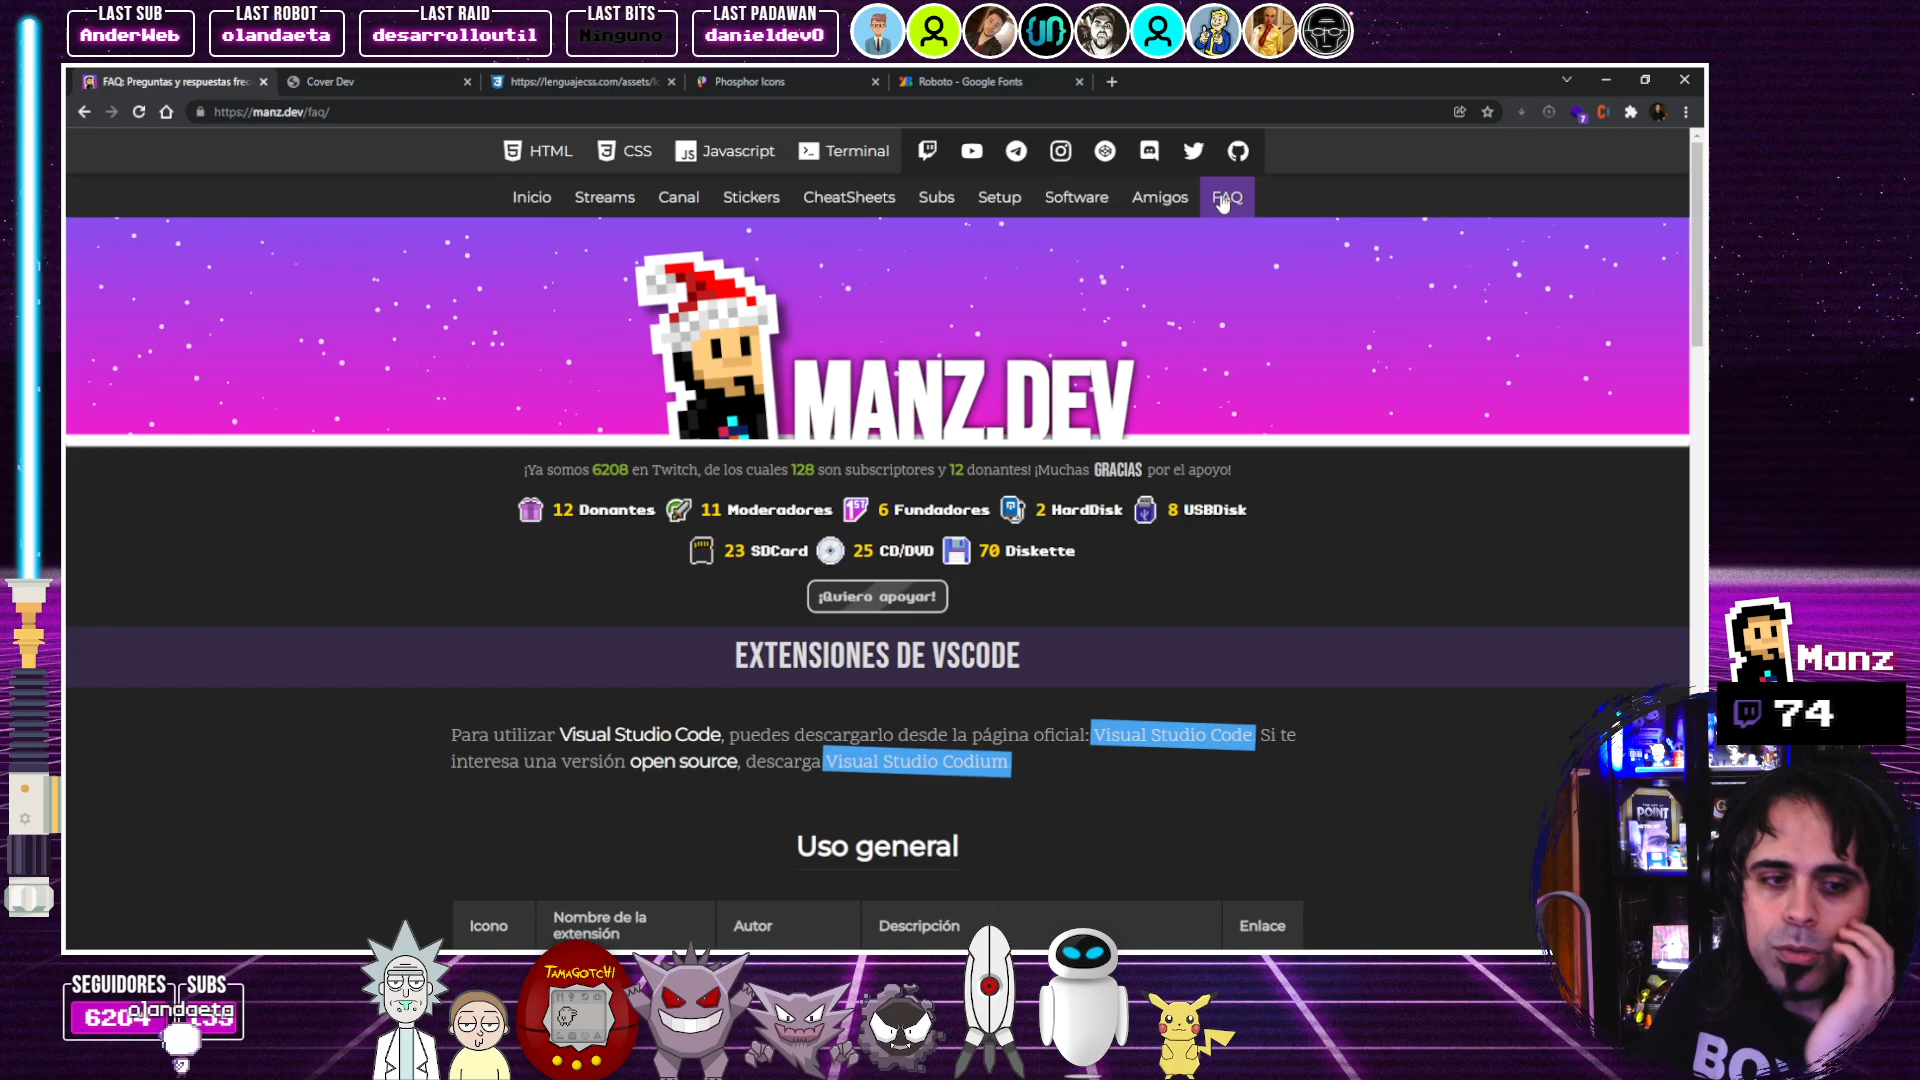 LAST SUB
AnderWeb
LAST ROBOT
olandaeta
LAST RAID
desarrolloutil
LAST BITS
Ninguno
LAST PADAWAN
danieldev0
FAQ: Preguntas y respuestas frec
Cover Dev
https://lenguajecss.com/assets/
Phosphor Icons
Roboto - Google Fonts
https://manz.dev/faq/
7
HTML
CSS
Javascript
Terminal
Inicio
Streams
Canal
Stickers
CheatSheets
Subs
Setup
Software
Amigos
FAQ
MANZ.DEV
¡Ya somos 6208 en Twitch, de los cuales 128 son subscriptores y 12 donantes! ¡Muchas GRACIAS por el apoyo!
12 Donantes 11 Moderadores 6 Fundadores 2 HardDisk 8 USBDisk
23 SDCard 25 CD/DVD 70 Diskette
¡Quiero apoyar!
EXTENSIONES DE VSCODE
Para utilizar Visual Studio Code, puedes descargarlo desde la página oficial: Visual Studio Code. Si te
interesa una versión open source, descarga Visual Studio Codium.
Uso general
Icono
Nombre de la
extensión
Autor
Descripción
Enlace
Manz
74
POINT
TAMAGOTCHI
SEGUIDORES
SUBS
olandaeta
BO